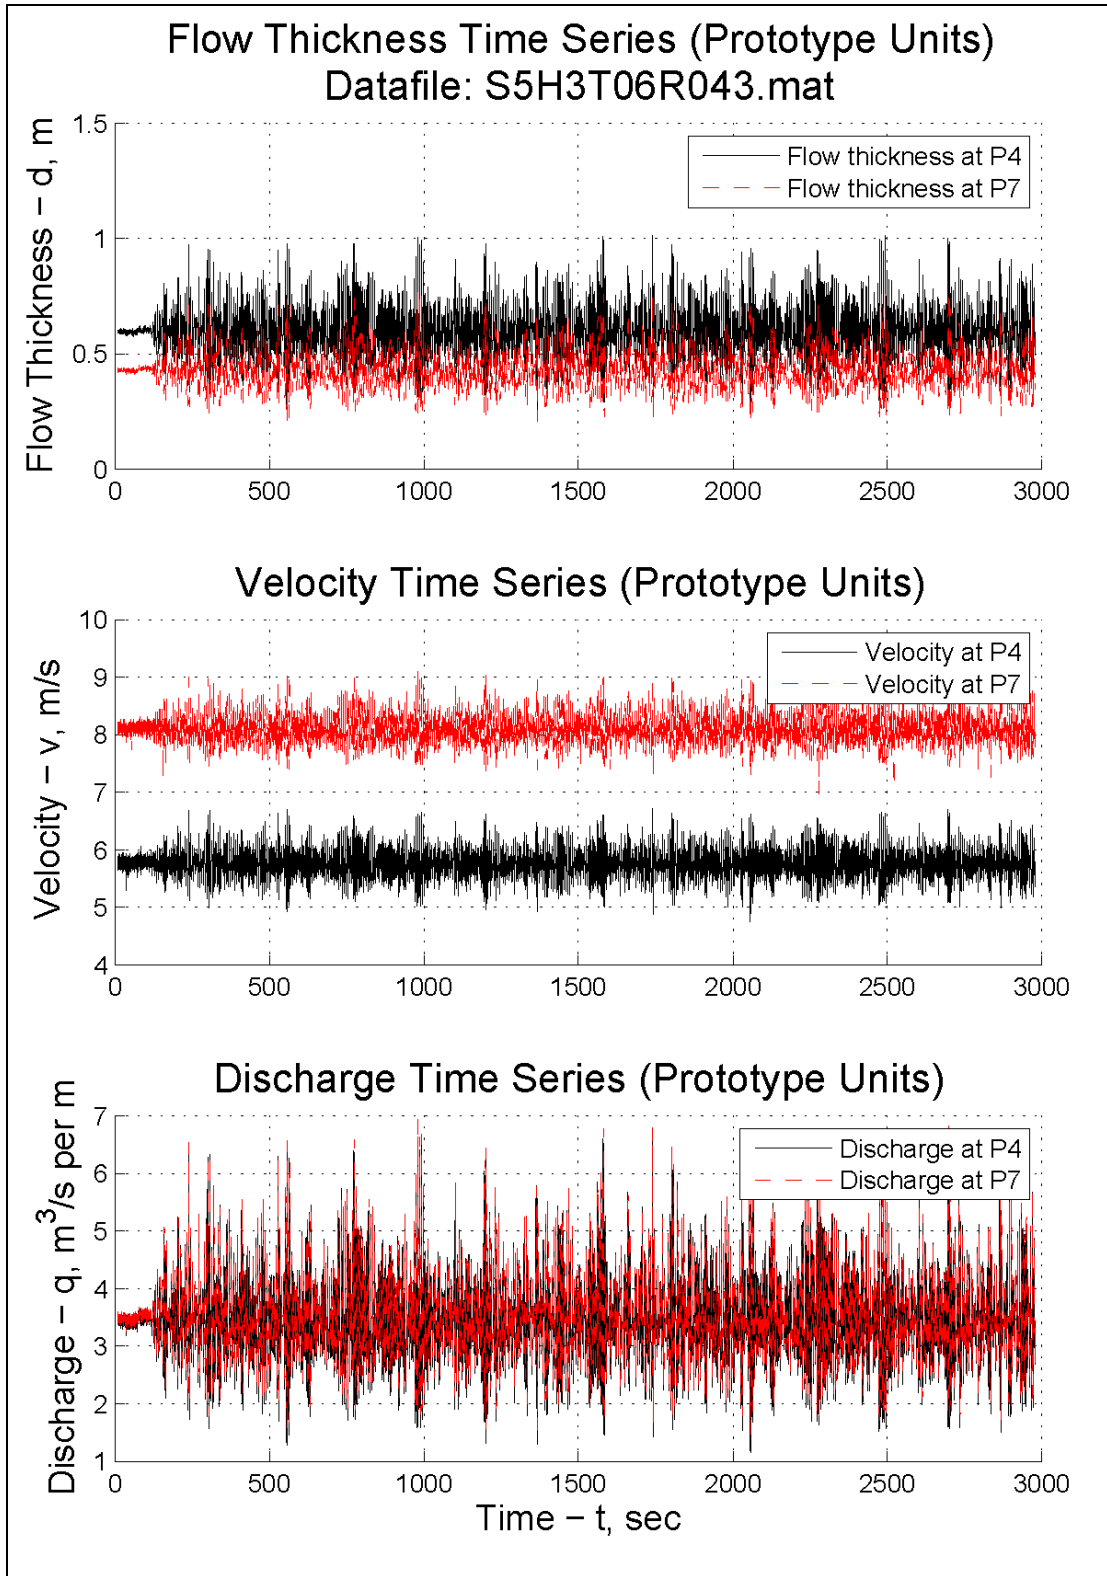 Flow Thickness Time Series (Prototype Units)
Datafile: S5H3T06R043.mat
Flow Thickness – d, m
1.5
1
0.5
0
Flow thickness at P4
Flow thickness at P7
0 500 1000 1500 2000 2500 3000
Velocity Time Series (Prototype Units)
Velocity – v, m/s
10
9
8
7
6
5
4
Velocity at P4
Velocity at P7
0 500 1000 1500 2000 2500 3000
Discharge Time Series (Prototype Units)
Discharge – q, m³/s per m
7
6
5
4
3
2
1
Discharge at P4
Discharge at P7
0 500 1000 1500 2000 2500 3000
Time – t, sec